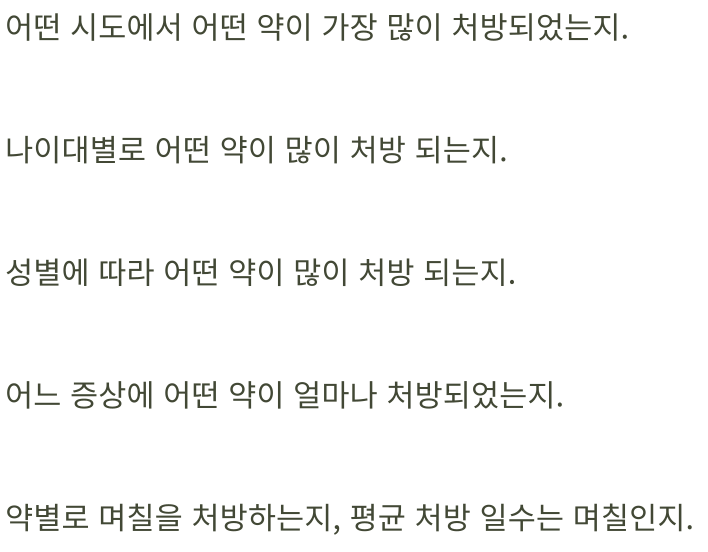 어떤 시도에서 어떤 약이 가장 많이 처방되었는지.
나이대별로 어떤 약이 많이 처방 되는지.
성별에 따라 어떤 약이 많이 처방 되는지.
어느 증상에 어떤 약이 얼마나 처방되었는지.
약별로 며칠을 처방하는지, 평균 처방 일수는 며칠인지.